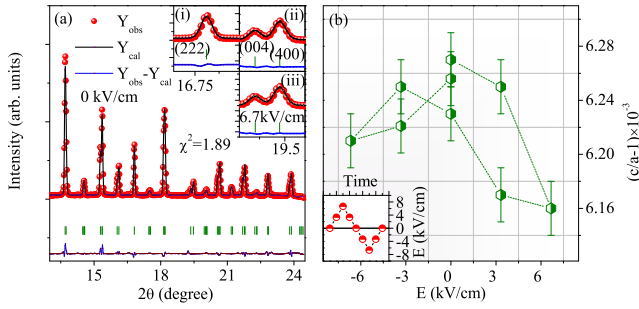 (a)
Y_obs
Y_cal
Y_obs-Y_cal
0 kV/cm
(i)
(222)
16.75
(ii)
(004)
(400)
(iii)
6.7kV/cm
19.5
χ²=1.89
Intensity (arb. units)
15 18 21 24
2θ (degree)
(b)
6.28
6.24
6.20
6.16
(c/a-1)×10⁻³
Time
8
4
0
-4
-8
E (kV/cm)
-6 -3 0 3 6
E (kV/cm)